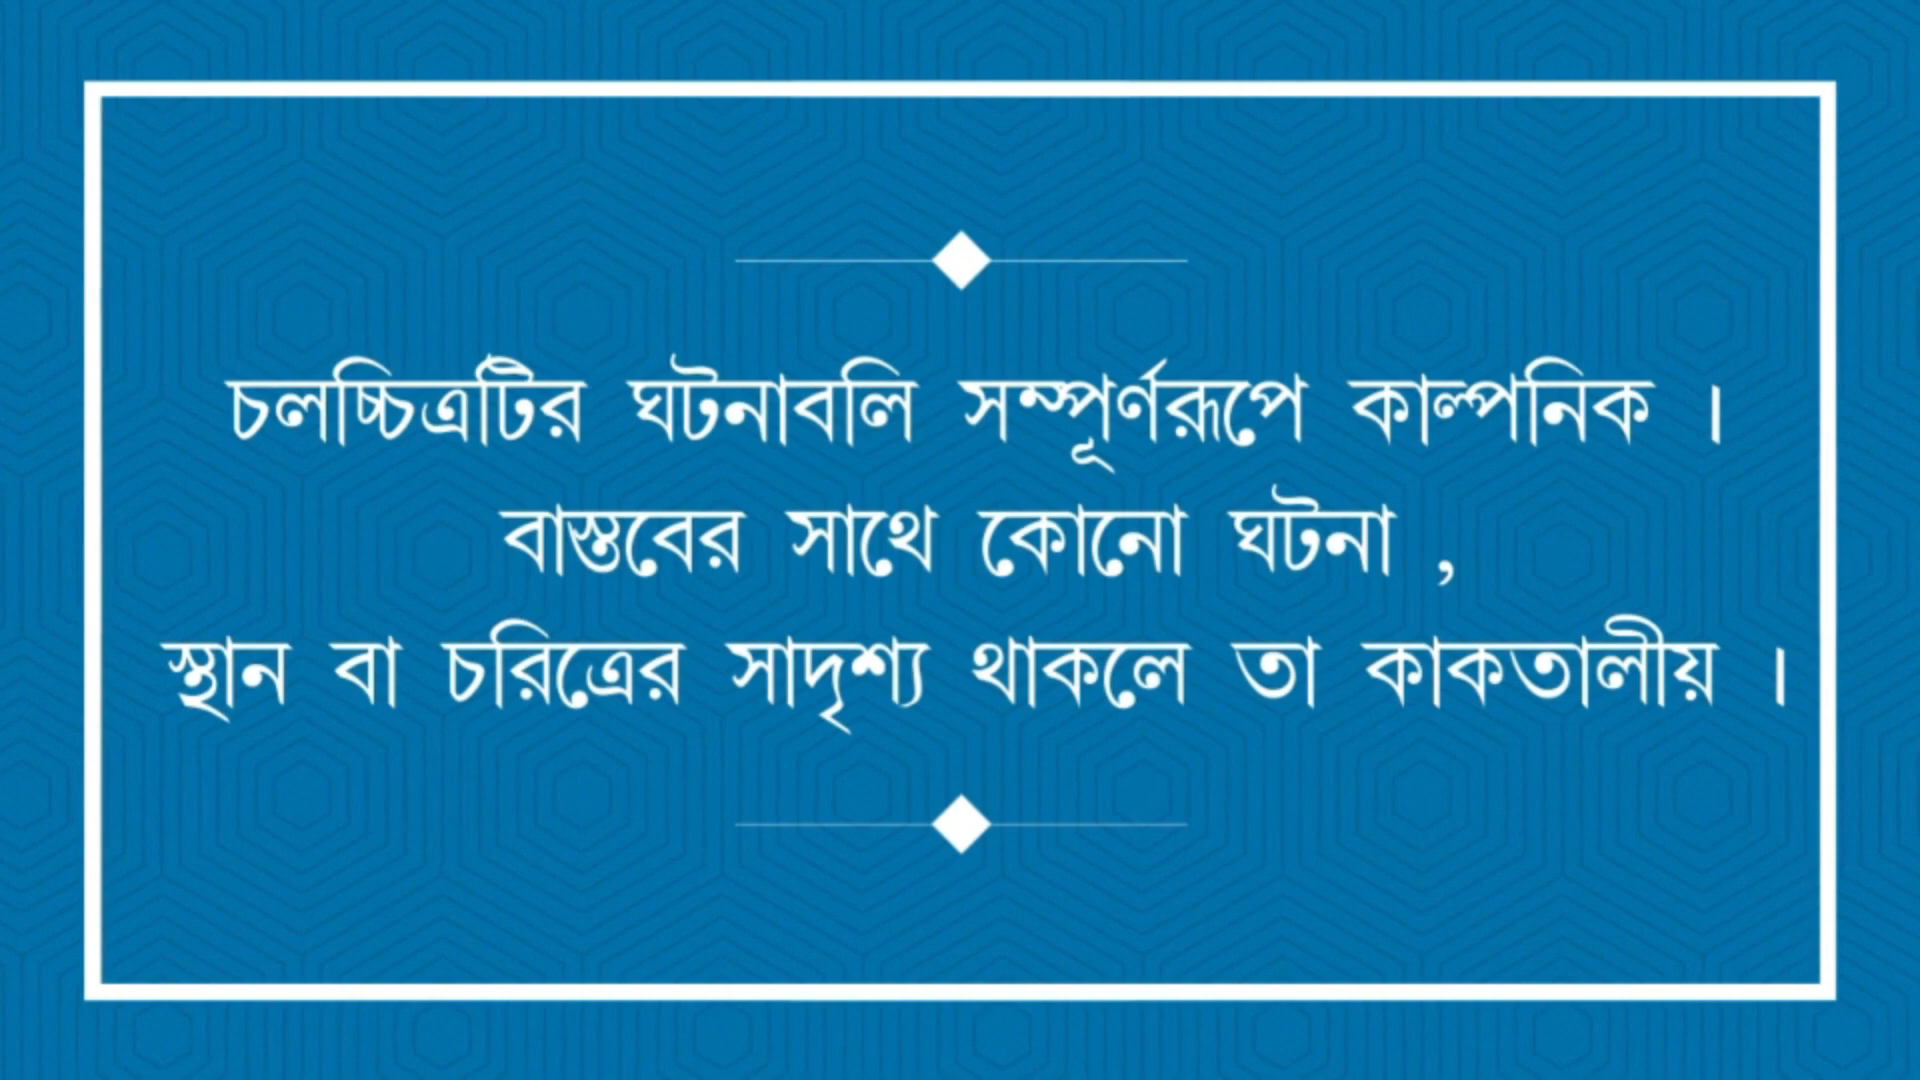 চলচ্চিত্রটির ঘটনাবলি সম্পূর্ণরূপে কাল্পনিক ।
বাস্তবের সাথে কোনো ঘটনা ,
স্থান বা চরিত্রের সাদৃশ্য থাকলে তা কাকতালীয় ।